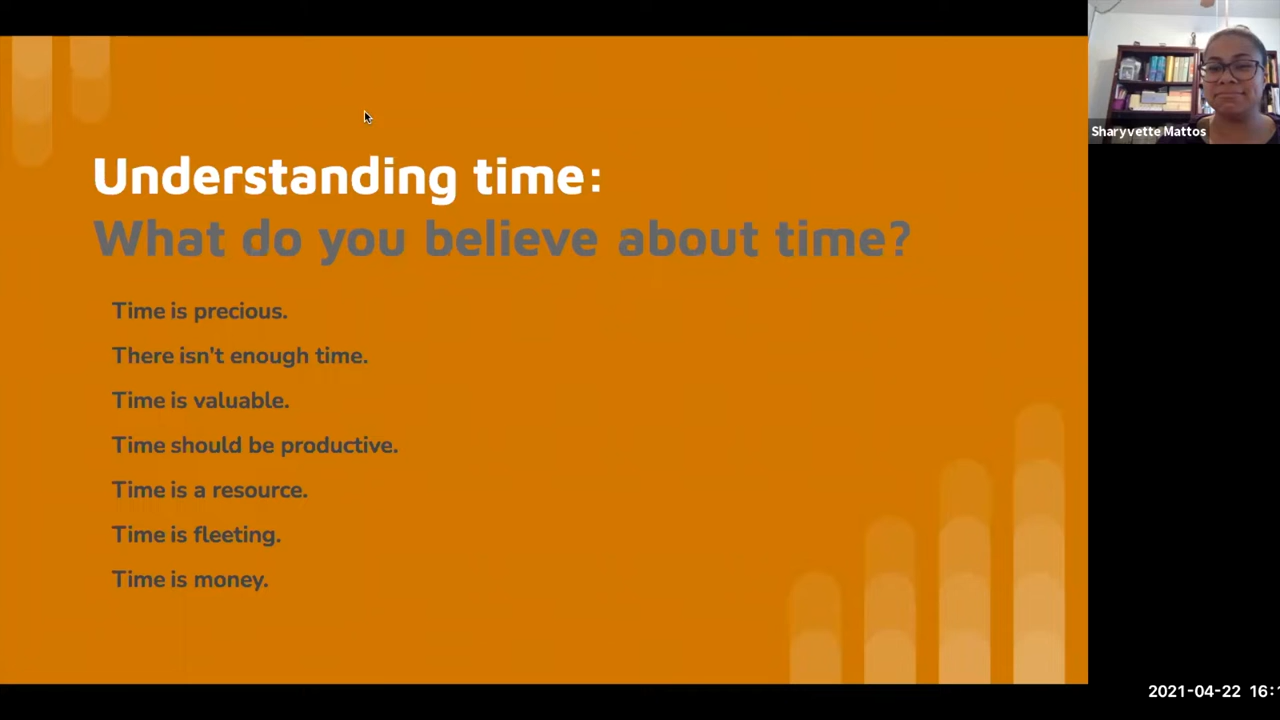 Understanding time:
What do you believe about time?
Time is precious.
There isn't enough time.
Time is valuable.
Time should be productive.
Time is a resource.
Time is fleeting.
Time is money.
Sharyvette Mattos
2021-04-22 16: